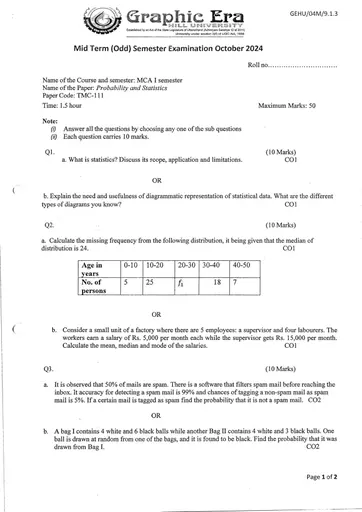 GEHU/04M/9.1.3
Graphic Era
HILL UNIVERSITY
Mid Term (Odd) Semester Examination October 2024
Roll no..............................
Name of the Course and semester: MCA I semester
Name of the Paper: Probability and Statistics
Paper Code: TMC-111
Time: 1.5 hour Maximum Marks: 50
Note:
(i) Answer all the questions by choosing any one of the sub questions
(ii) Each question carries 10 marks.
Q1. (10 Marks)
a. What is statistics? Discuss its scope, application and limitations. CO1
OR
b. Explain the need and usefulness of diagrammatic representation of statistical data. What are the different
types of diagrams you know? CO1
Q2. (10 Marks)
a. Calculate the missing frequency from the following distribution, it being given that the median of
distribution is 24. CO1
Age in years 0-10 10-20 20-30 30-40 40-50
No. of persons 5 25 18 7
OR
b. Consider a small unit of a factory where there are 5 employees: a supervisor and four labourers. The
workers earn a salary of Rs. 5,000 per month each while the supervisor gets Rs. 15,000 per month.
Calculate the mean, median and mode of the salaries. CO1
Q3. (10 Marks)
a. It is observed that 50% of mails are spam. There is a software that filters spam mail before reaching the
inbox. It accuracy for detecting a spam mail is 99% and chances of tagging a non-spam mail as spam
mail is 5%. If a certain mail is tagged as spam find the probability that it is not a spam mail. CO2
OR
b. A bag I contains 4 white and 6 black balls while another Bag II contains 4 white and 3 black balls. One
ball is drawn at random from one of the bags, and it is found to be black. Find the probability that it was
drawn from Bag I. CO2
Page 1 of 2